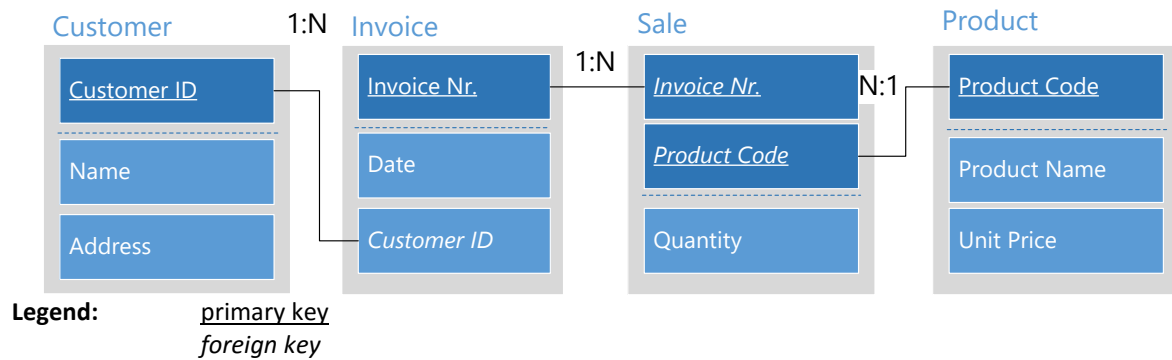 Customer
1:N
Invoice
Sale
Product
Customer ID
Name
Address
Invoice Nr.
Date
Customer ID
1:N
Invoice Nr.
Product Code
Quantity
N:1
Product Code
Product Name
Unit Price
Legend:
primary key
foreign key